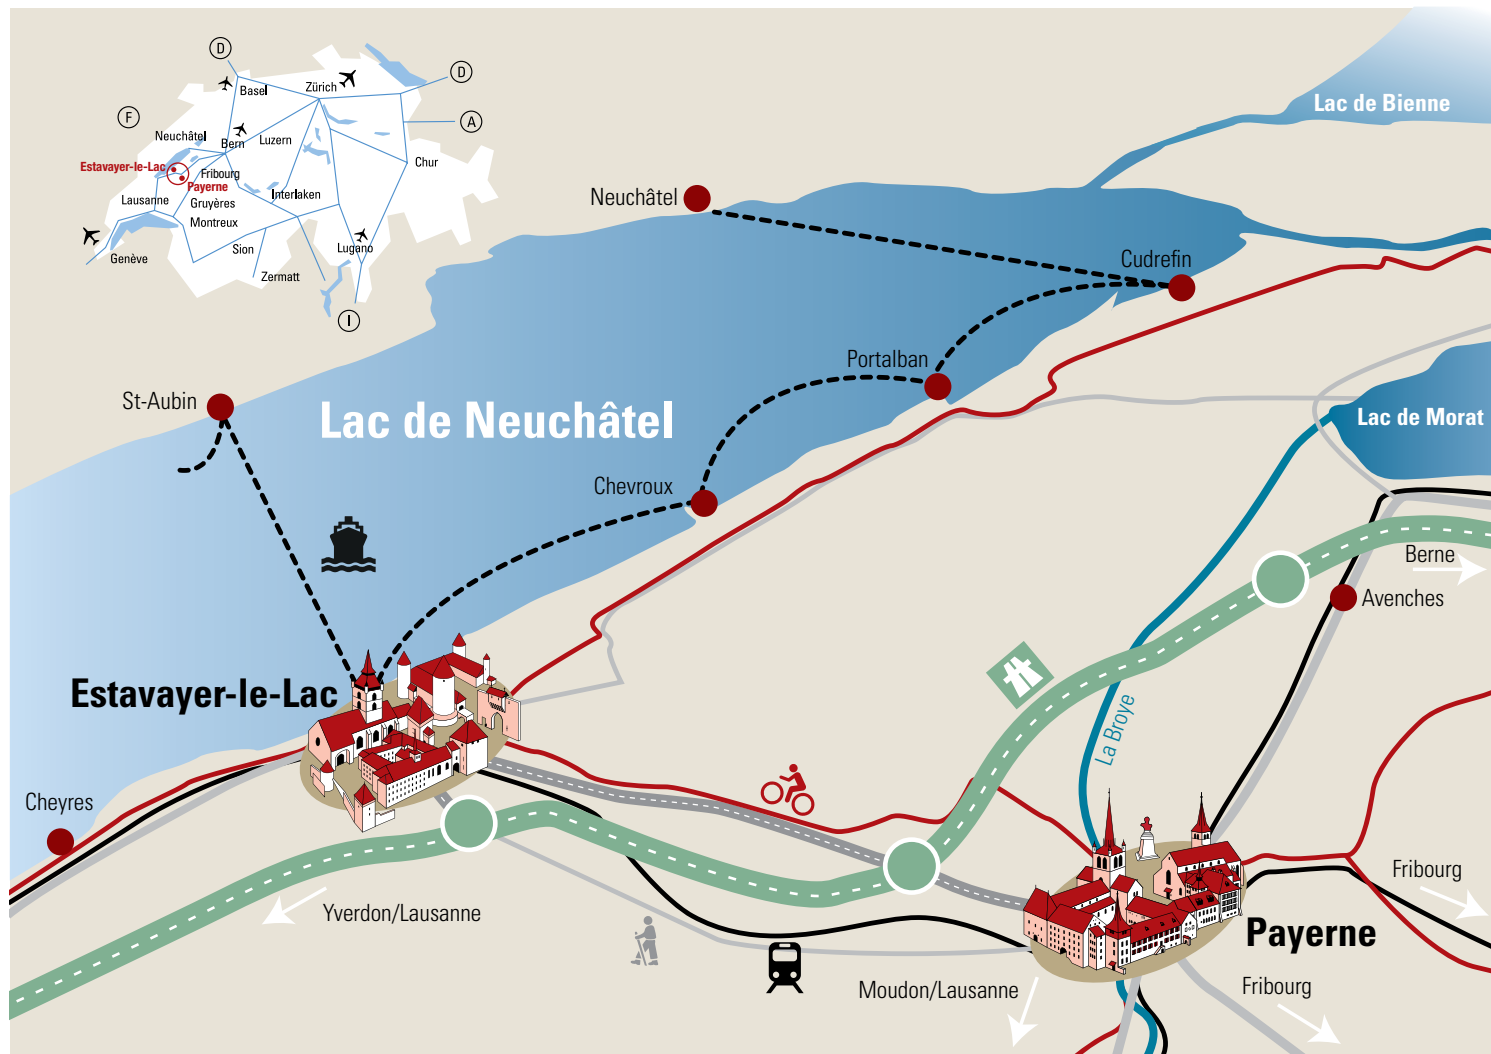 D
D
Basel
Zürich
F
A
Neuchâtel
Bern
Luzern
Chur
Estavayer-le-Lac
Fribourg
Payerne
Lausanne
Gruyères
Interlaken
Montreux
Sion
Lugano
Genève
Zermatt
I
Lac de Bienne
Neuchâtel
Cudrefin
Portalban
St-Aubin
Lac de Neuchâtel
Lac de Morat
Chevroux
Berne
Avenches
Estavayer-le-Lac
La Broye
Cheyres
Fribourg
Yverdon/Lausanne
Payerne
Moudon/Lausanne
Fribourg